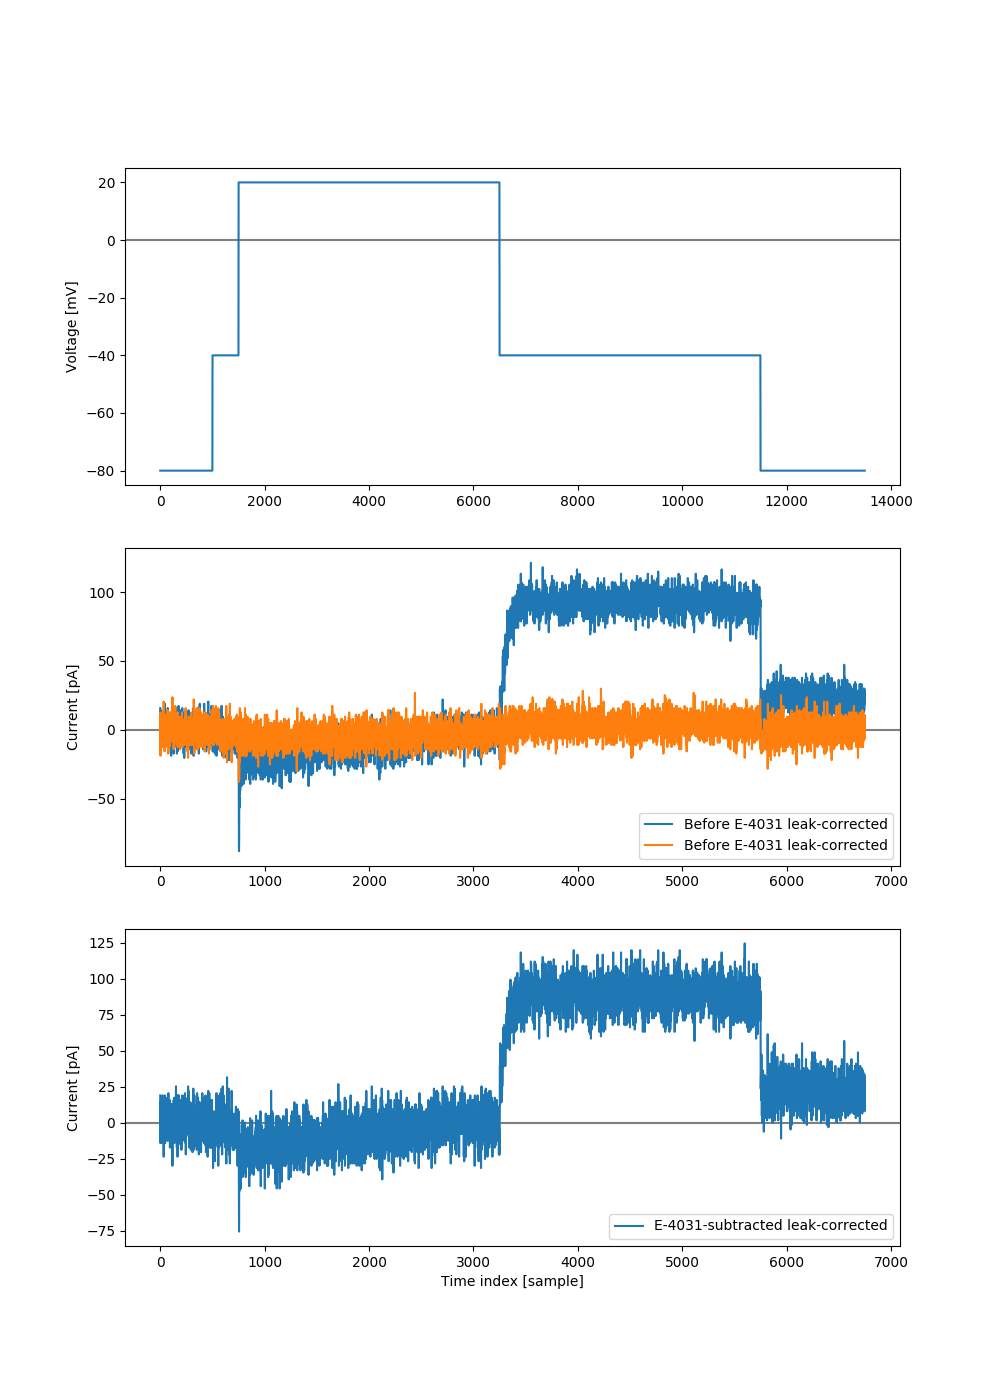 20
0
−20
−40
−60
−80
Voltage [mV]
0 2000 4000 6000 8000 10000 12000 14000
100
50
0
−50
Current [pA]
Before E-4031 leak-corrected
Before E-4031 leak-corrected
0 1000 2000 3000 4000 5000 6000 7000
125
100
75
50
25
0
−25
−50
−75
Current [pA]
E-4031-subtracted leak-corrected
0 1000 2000 3000 4000 5000 6000 7000
Time index [sample]